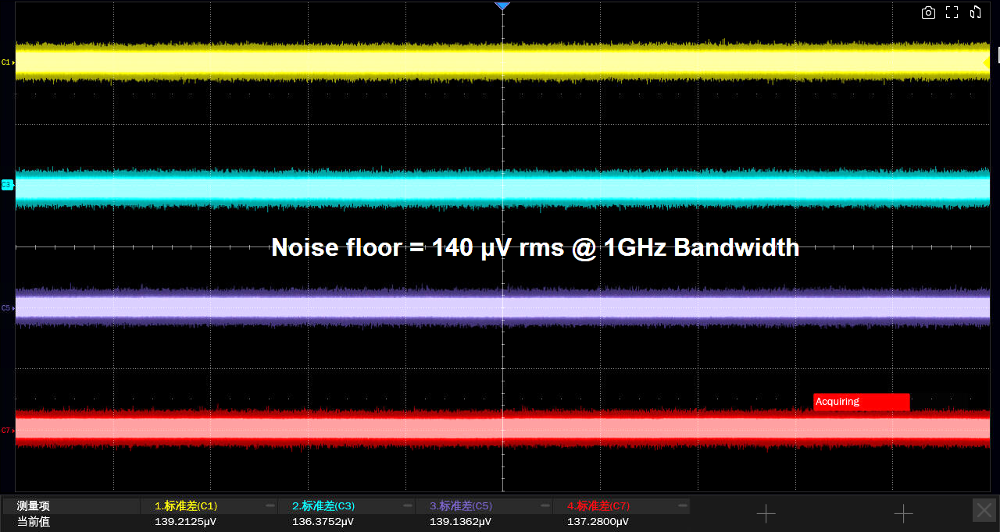 C1
C3
Noise floor = 140 µV rms @ 1GHz Bandwidth
C5
Acquiring
C7
测量项 1.标准差(C1) 2.标准差(C3) 3.标准差(C5) 4.标准差(C7)
当前值 139.2125µV 136.3752µV 139.1362µV 137.2800µV